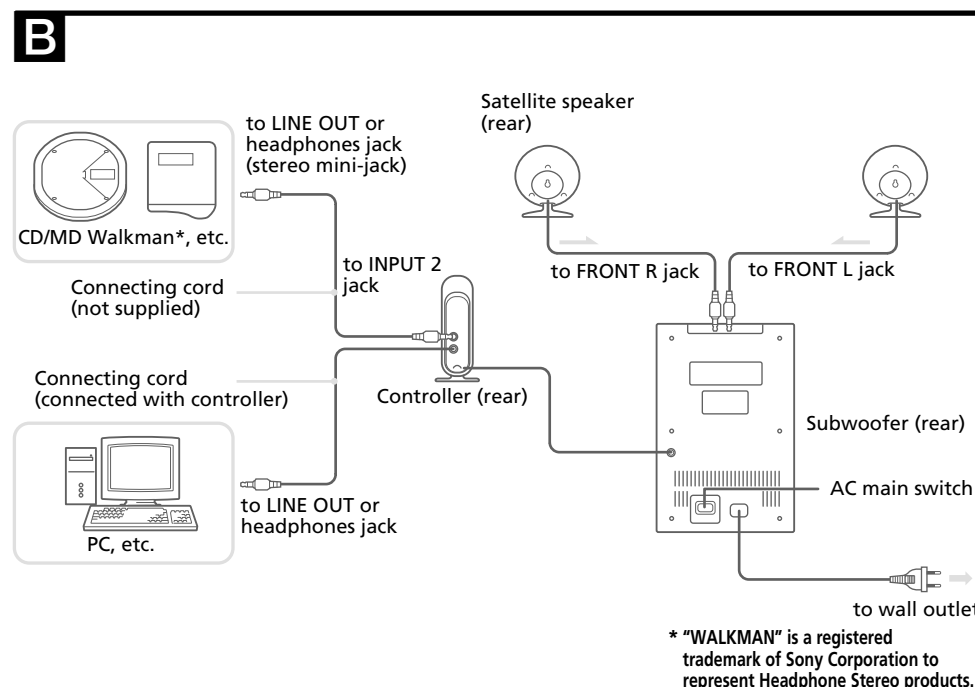 B
Satellite speaker
(rear)
to LINE OUT or
headphones jack
(stereo mini-jack)
CD/MD Walkman*, etc.
to INPUT 2
jack
to FRONT R jack
to FRONT L jack
Connecting cord
(not supplied)
Connecting cord
(connected with controller)
Controller (rear)
Subwoofer (rear)
AC main switch
to LINE OUT or
headphones jack
PC, etc.
to wall outlet
* “WALKMAN” is a registered
trademark of Sony Corporation to
represent Headphone Stereo products.